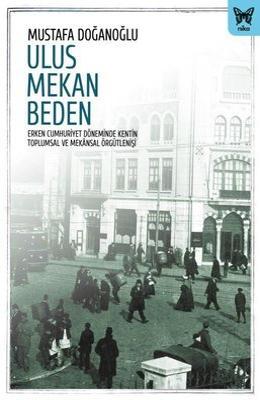 MUSTAFA DOĞANOĞLU
nika
ULUS
MEKAN
BEDEN
ERKEN CUMHURİYET DÖNEMİNDE KENTİN
TOPLUMSAL VE MEKÂNSAL ÖRGÜTLENİŞİ